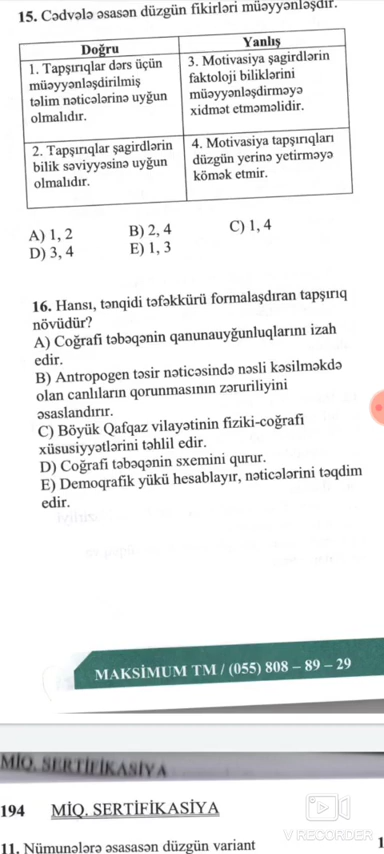 15. Cədvələ əsasən düzgün fikirləri müəyyənləşdir.
Doğru
Yanlış
1. Tapşırıqlar dərs üçün
müəyyənləşdirilmiş
təlim nəticələrinə uyğun
olmalıdır.
3. Motivasiya şagirdlərin
faktoloji biliklərini
müəyyənləşdirməyə
xidmət etməməlidir.
2. Tapşırıqlar şagirdlərin
bilik səviyyəsinə uyğun
olmalıdır.
4. Motivasiya tapşırıqları
düzgün yerinə yetirməyə
kömək etmir.
A) 1, 2 B) 2, 4 C) 1, 4
D) 3, 4 E) 1, 3
16. Hansı, tənqidi təfəkkürü formalaşdıran tapşırıq
növüdür?
A) Coğrafi təbəqənin qanunauyğunluqlarını izah
edir.
B) Antropogen təsir nəticəsində nəsli kəsilməkdə
olan canlıların qorunmasının zəruriliyini
əsaslandırır.
C) Böyük Qafqaz vilayətinin fiziki-coğrafi
xüsusiyyətlərini təhlil edir.
D) Coğrafi təbəqənin sxemini qurur.
E) Demoqrafik yükü hesablayır, nəticələrini təqdim
edir.
MAKSİMUM TM / (055) 808 – 89 – 29
MİQ. SERTİFİKASİYA
194 MİQ. SERTİFİKASİYA
V RECORDER
11. Nümunələrə əsasasən düzgün variant
1